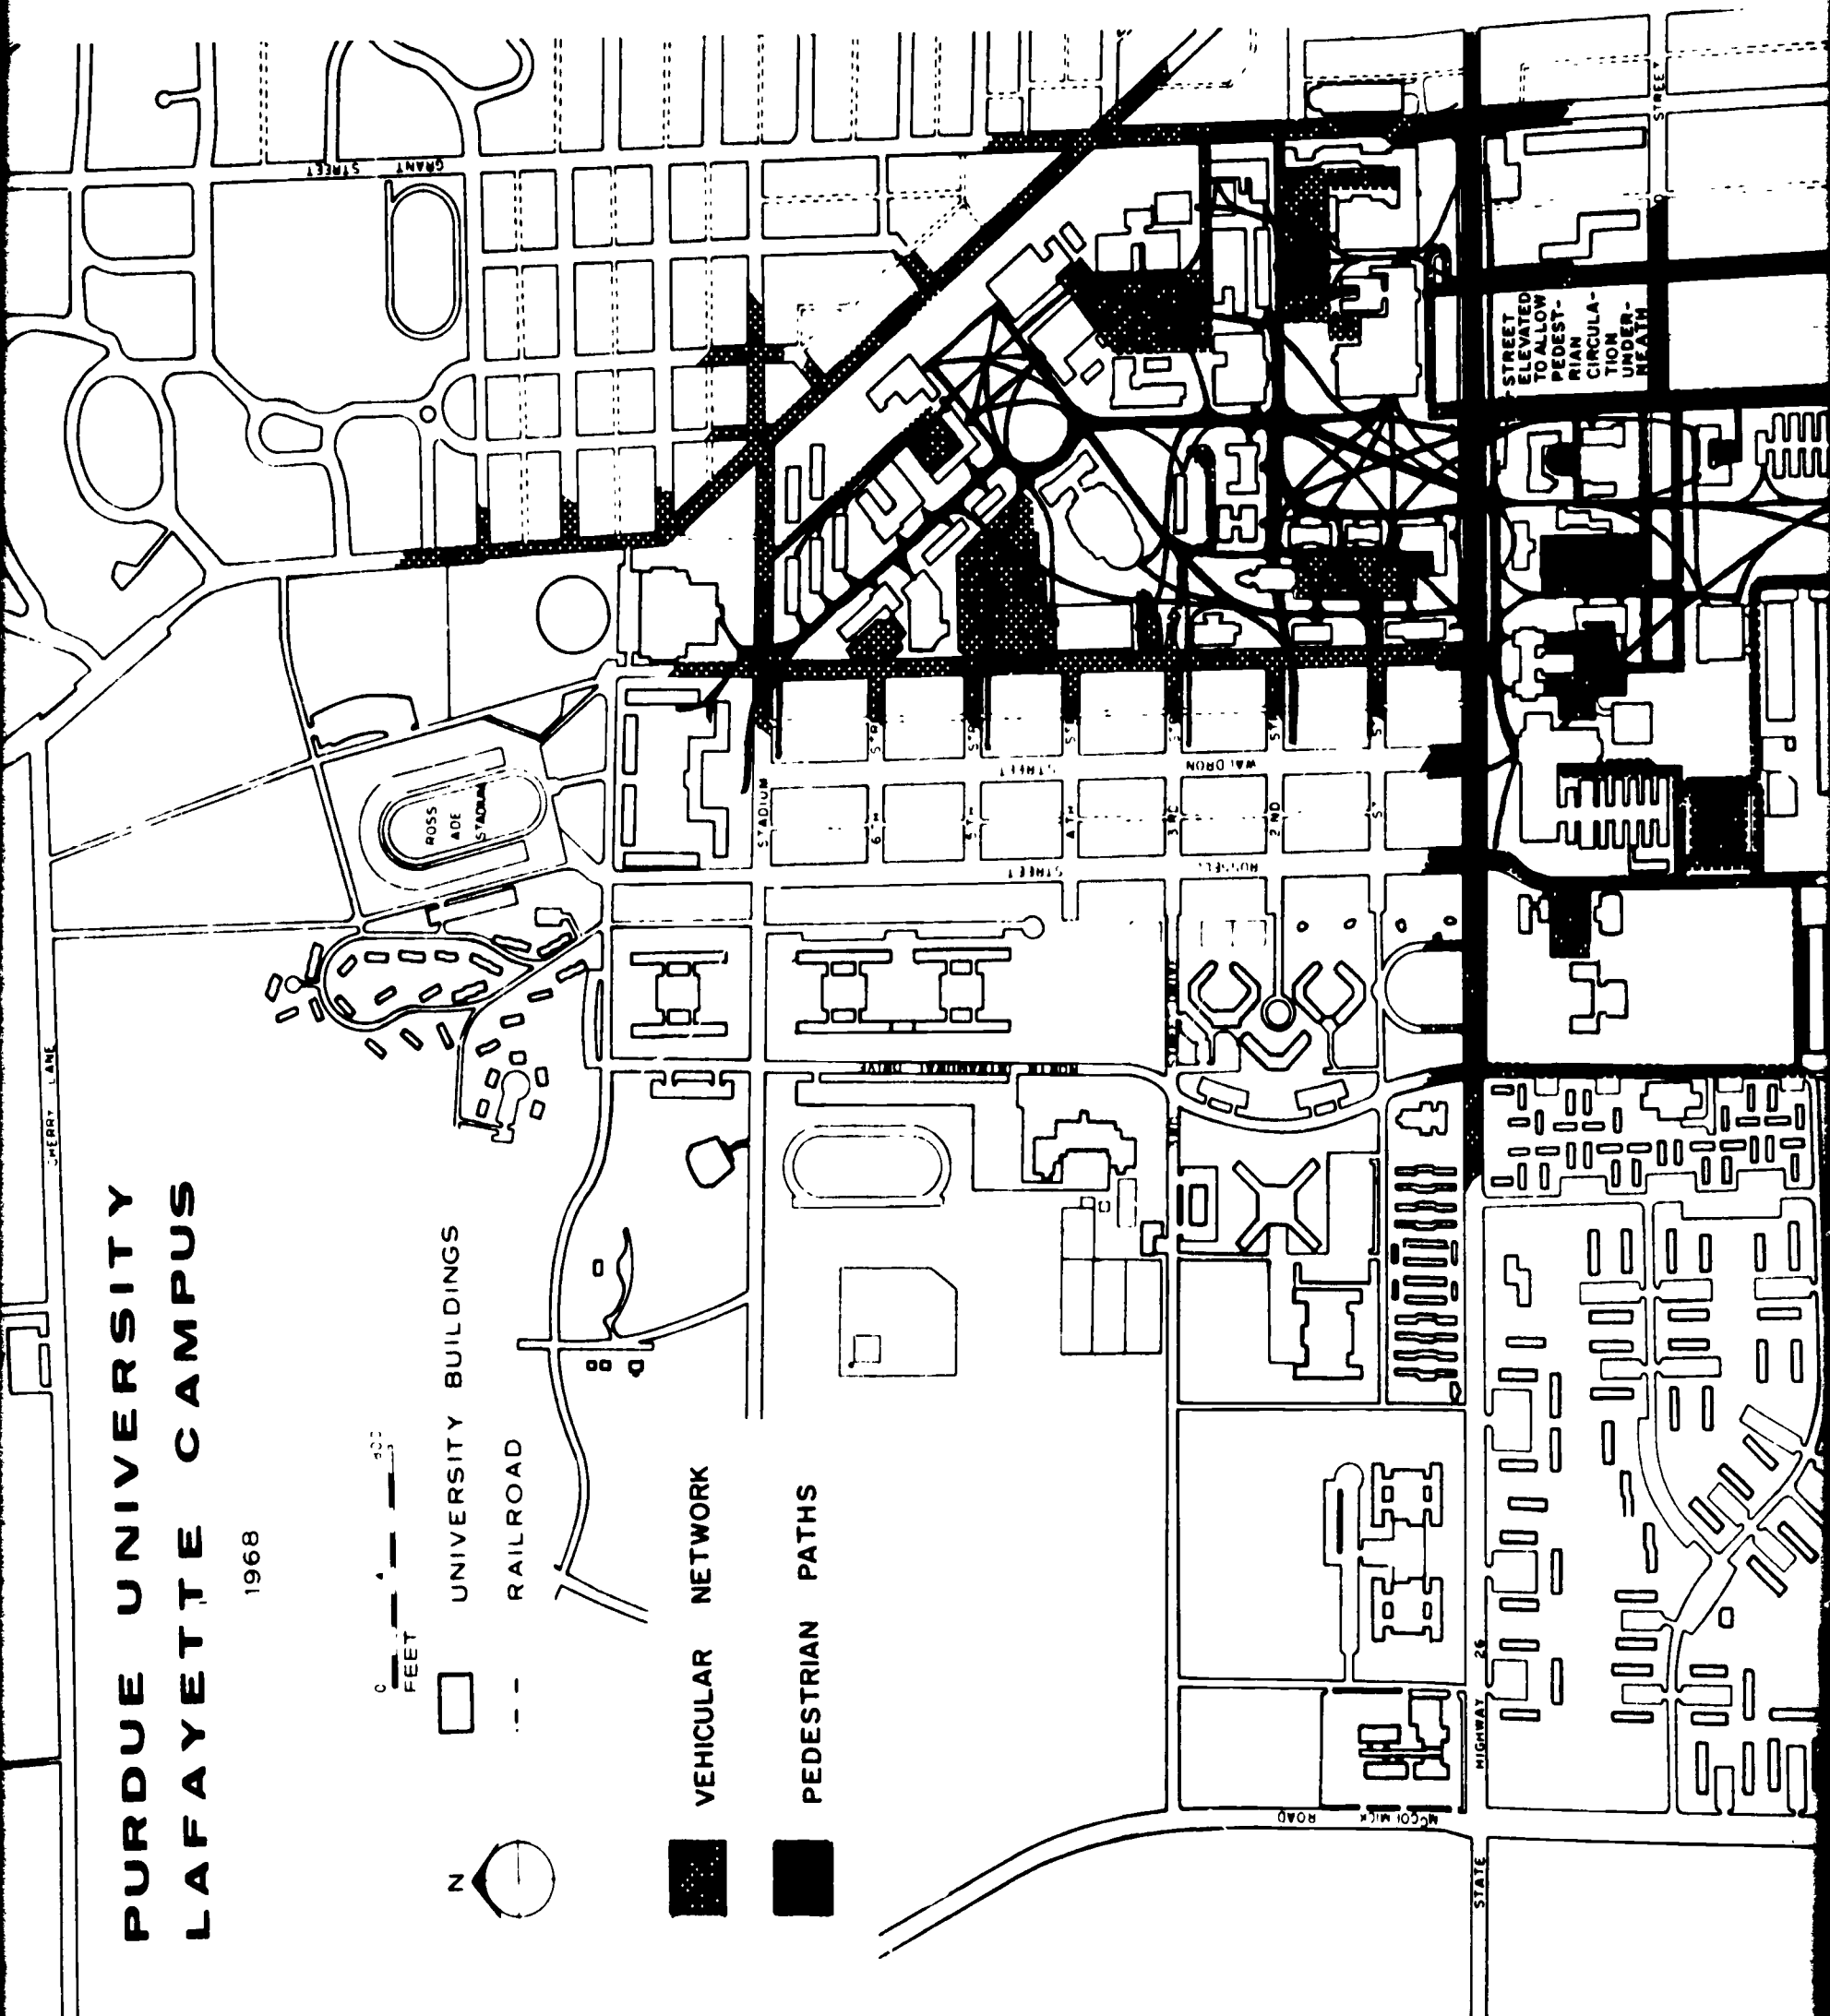 PURDUE UNIVERSITY
LAFAYETTE CAMPUS
1968
FEET
UNIVERSITY BUILDINGS
RAILROAD
N
VEHICULAR NETWORK
PEDESTRIAN PATHS
CHERRY LANE
GRANT STREET
ROSS
ADE
STADIUM
STADIUM
6TH
5TH
4TH
3RD
2ND
WALDRON STREET
STREET
STREET
STREET
ELEVATED
TO ALLOW
PEDEST-
RIAN
CIRCULA-
TION
UNDER-
NEATH
ROAD
STATE HIGHWAY 26